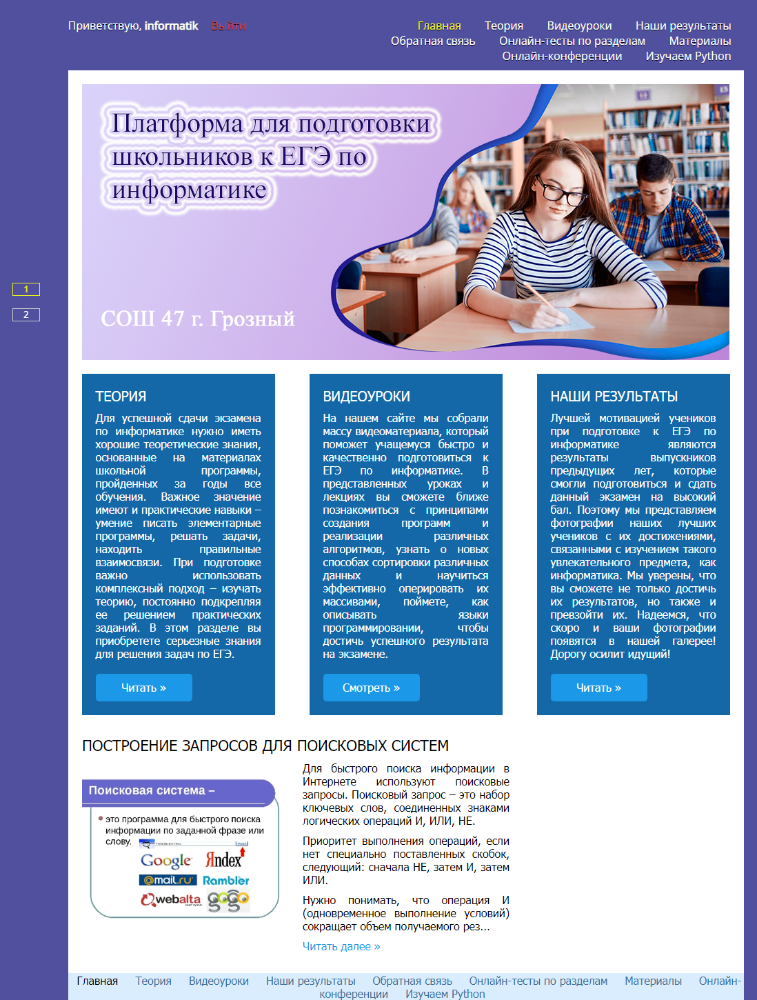 Приветствую, informatik Выйти
Главная Теория Видеоуроки Наши результаты
Обратная связь Онлайн-тесты по разделам Материалы
Онлайн-конференции Изучаем Python
Платформа для подготовки
школьников к ЕГЭ по
информатике
СОШ 47 г. Грозный
1
2
ТЕОРИЯ
Для успешной сдачи экзамена
по информатике нужно иметь
хорошие теоретические знания,
основанные на материалах
школьной программы,
пройденных за годы все
обучения. Важное значение
имеют и практические навыки –
умение писать элементарные
программы, решать задачи,
находить правильные
взаимосвязи. При подготовке
важно использовать
комплексный подход – изучать
теорию, постоянно подкрепляя
ее решением практических
заданий. В этом разделе вы
приобретете серьезные знания
для решения задач по ЕГЭ.
Читать »
ВИДЕОУРОКИ
На нашем сайте мы собрали
массу видеоматериала, который
поможет учащемуся быстро и
качественно подготовиться к
ЕГЭ по информатике. В
представленных уроках и
лекциях вы сможете ближе
познакомиться с принципами
создания программ и
реализации различных
алгоритмов, узнать о новых
способах сортировки различных
данных и научиться
эффективно оперировать их
массивами, поймете, как
описывать языки
программировании, чтобы
достичь успешного результата
на экзамене.
Смотреть »
НАШИ РЕЗУЛЬТАТЫ
Лучшей мотивацией учеников
при подготовке к ЕГЭ по
информатике являются
результаты выпускников
предыдущих лет, которые
смогли подготовиться и сдать
данный экзамен на высокий
бал. Поэтому мы представляем
фотографии наших лучших
учеников с их достижениями,
связанными с изучением такого
увлекательного предмета, как
информатика. Мы уверены, что
вы сможете не только достичь
их результатов, но также и
превзойти их. Надеемся, что
скоро и ваши фотографии
появятся в нашей галерее!
Дорогу осилит идущий!
Читать »
ПОСТРОЕНИЕ ЗАПРОСОВ ДЛЯ ПОИСКОВЫХ СИСТЕМ
Поисковая система –
это программа для быстрого поиска
информации по заданной фразе или
слову.
Google Яndex
@mail.ru Rambler
webalta gogo
Для быстрого поиска информации в
Интернете используют поисковые
запросы. Поисковый запрос – это набор
ключевых слов, соединенных знаками
логических операций И, ИЛИ, НЕ.
Приоритет выполнения операций, если
нет специально поставленных скобок,
следующий: сначала НЕ, затем И, затем
ИЛИ.
Нужно понимать, что операция И
(одновременное выполнение условий)
сокращает объем получаемого рез...
Читать далее »
Главная Теория Видеоуроки Наши результаты Обратная связь Онлайн-тесты по разделам Материалы Онлайн-
конференции Изучаем Python